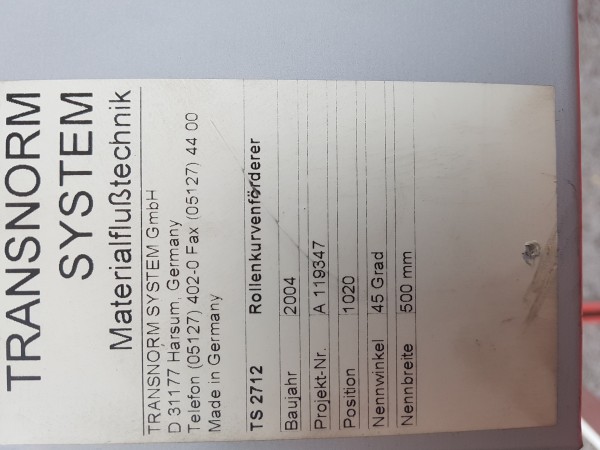 TRANSNORM
SYSTEM
Materialflußtechnik
TRANSNORM SYSTEM GmbH
D 31177 Harsum, Germany
Telefon (05127) 402-0 Fax (05127) 44 00
Made in Germany
TS 2712 Rollenkurvenförderer
Baujahr 2004
Projekt-Nr. A 119347
Position 1020
Nennwinkel 45 Grad
Nennbreite 500 mm